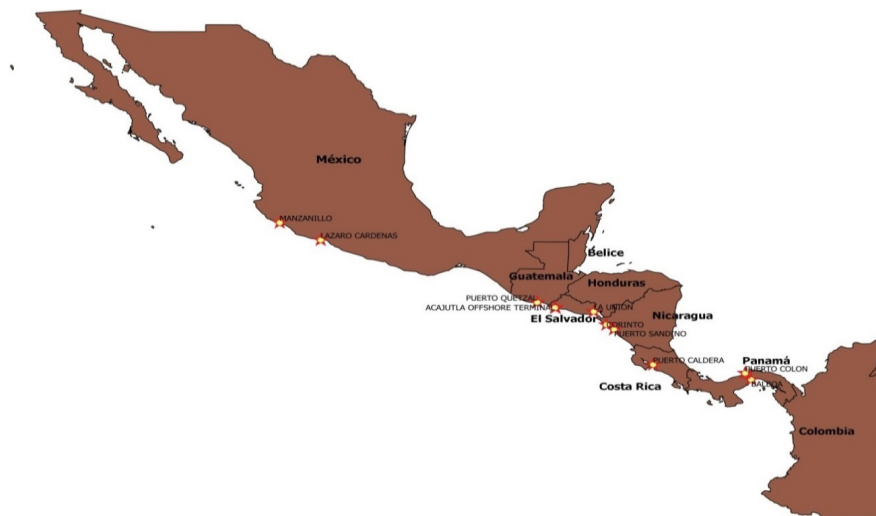 México
MANZANILLO
LAZARO CARDENAS
Belice
Guatemala
Honduras
PUERTO QUETZAL
ACAJUTLA OFFSHORE TERMINAL
LA UNION
El Salvador
Nicaragua
CORINTO
PUERTO SANDINO
Panamá
PUERTO CALDERA
PUERTO COLON
BALBOA
Costa Rica
Colombia